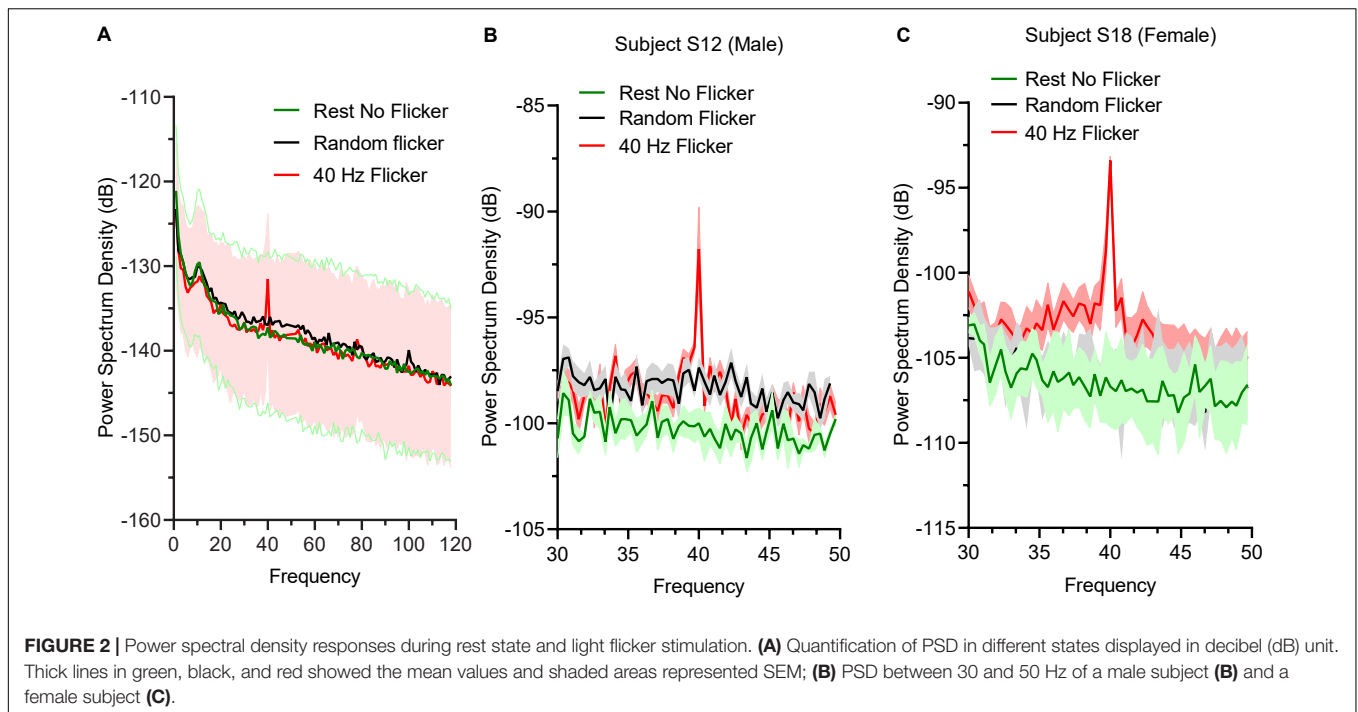 A
Rest No Flicker
Random flicker
40 Hz Flicker
Power Spectrum Density (dB)
-110
-120
-130
-140
-150
-160
0
20
40
60
80
100
120
Frequency
B
Subject S12 (Male)
Rest No Flicker
Random Flicker
40 Hz Flicker
Power Spectrum Density (dB)
-85
-90
-95
-100
-105
30
35
40
45
50
Frequency
C
Subject S18 (Female)
Rest No Flicker
Random Flicker
40 Hz Flicker
Power Spectrum Density (dB)
-90
-95
-100
-105
-110
-115
30
35
40
45
50
Frequency
FIGURE 2 | Power spectral density responses during rest state and light flicker stimulation. (A) Quantification of PSD in different states displayed in decibel (dB) unit.
Thick lines in green, black, and red showed the mean values and shaded areas represented SEM; (B) PSD between 30 and 50 Hz of a male subject (B) and a
female subject (C).